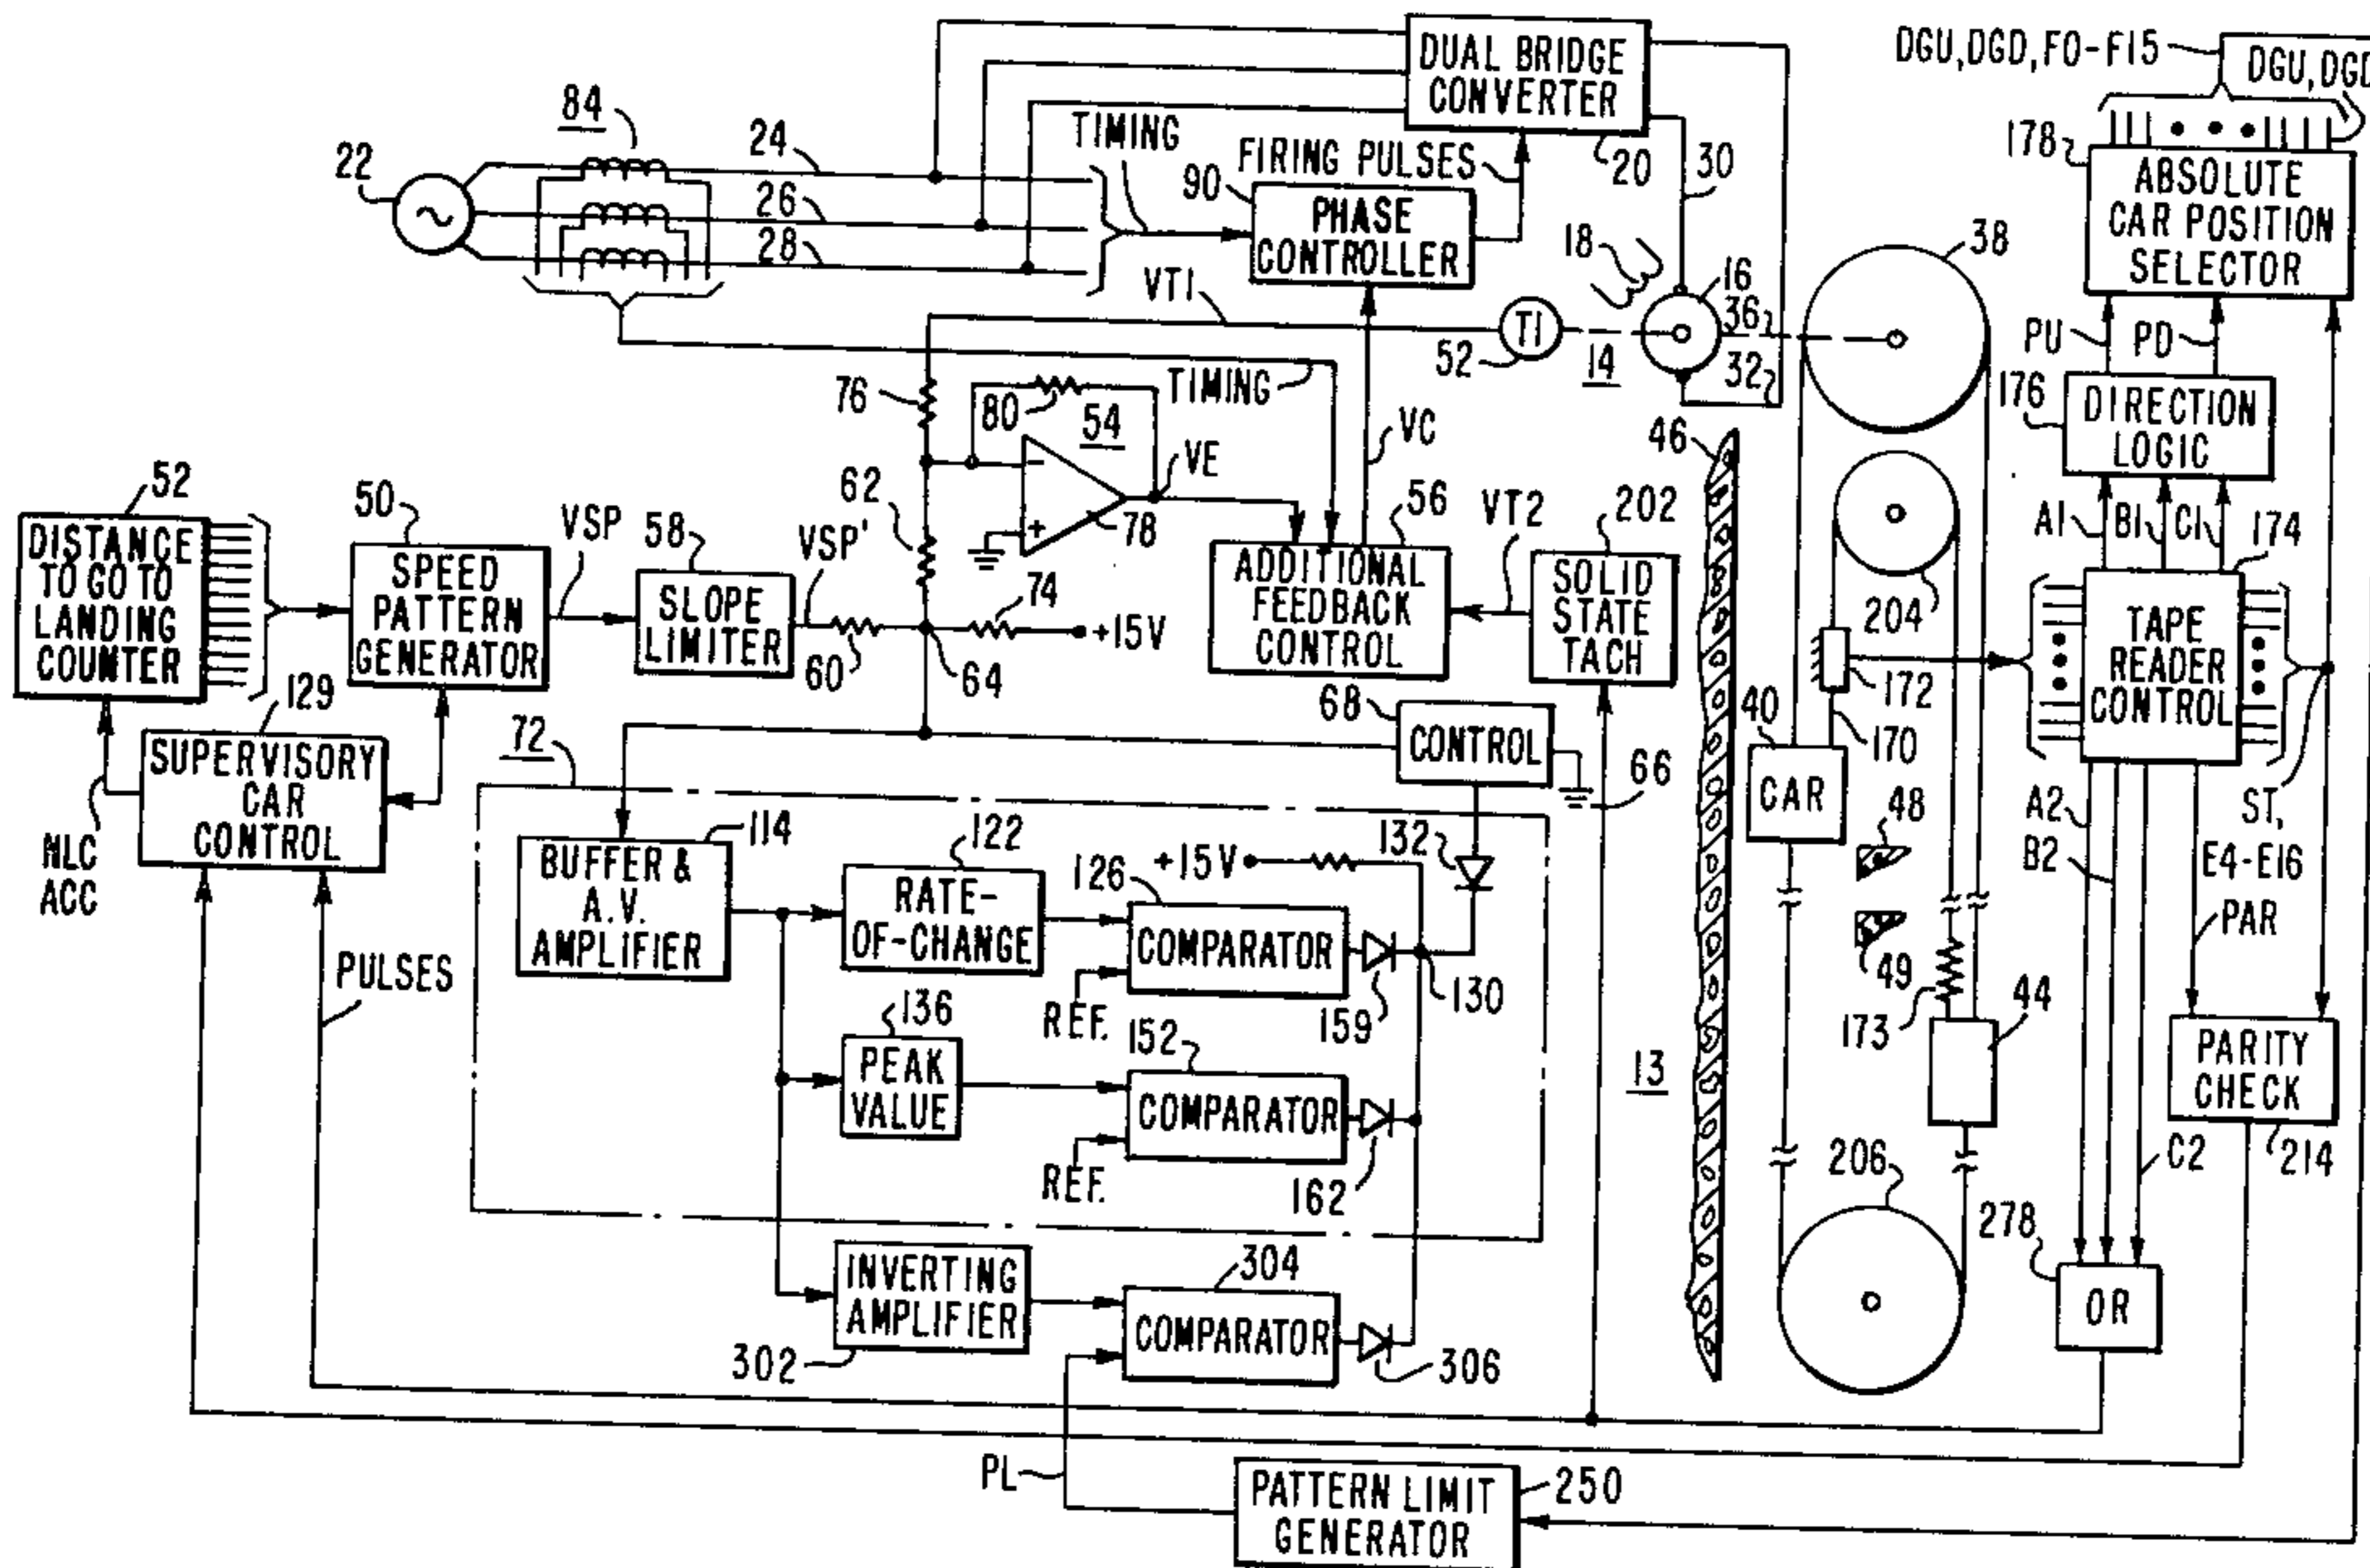 DUAL BRIDGE
CONVERTER
20
DGU, DGD, F0-F15
DGU, DGD
178
ABSOLUTE
CAR POSITION
SELECTOR
84
22
24
26
28
TIMING
FIRING PULSES
90
PHASE
CONTROLLER
30
18
16
36
32
38
VT1
T1
52
14
TIMING
PU
PD
176
DIRECTION
LOGIC
76
80
54
VE
78
VC
46
52
DISTANCE
TO GO TO
LANDING
COUNTER
50
SPEED
PATTERN
GENERATOR
VSP
58
SLOPE
LIMITER
VSP'
60
62
64
74
+15V
-
+
56
ADDITIONAL
FEEDBACK
CONTROL
VT2
202
SOLID
STATE
TACH
204
A1
B1
C1
174
TAPE
READER
CONTROL
172
170
40
CAR
129
SUPERVISORY
CAR
CONTROL
NLC
ACC
PULSES
72
68
CONTROL
66
114
BUFFER &
A.V.
AMPLIFIER
122
RATE-
OF-CHANGE
+15V
126
COMPARATOR
REF.
132
159
130
136
PEAK
VALUE
152
COMPARATOR
REF.
162
13
48
49
173
44
A2
B2
C2
ST,
E4-E16
PAR
PARITY
CHECK
214
206
278
OR
INVERTING
AMPLIFIER
302
304
COMPARATOR
306
PL
PATTERN LIMIT
GENERATOR
250